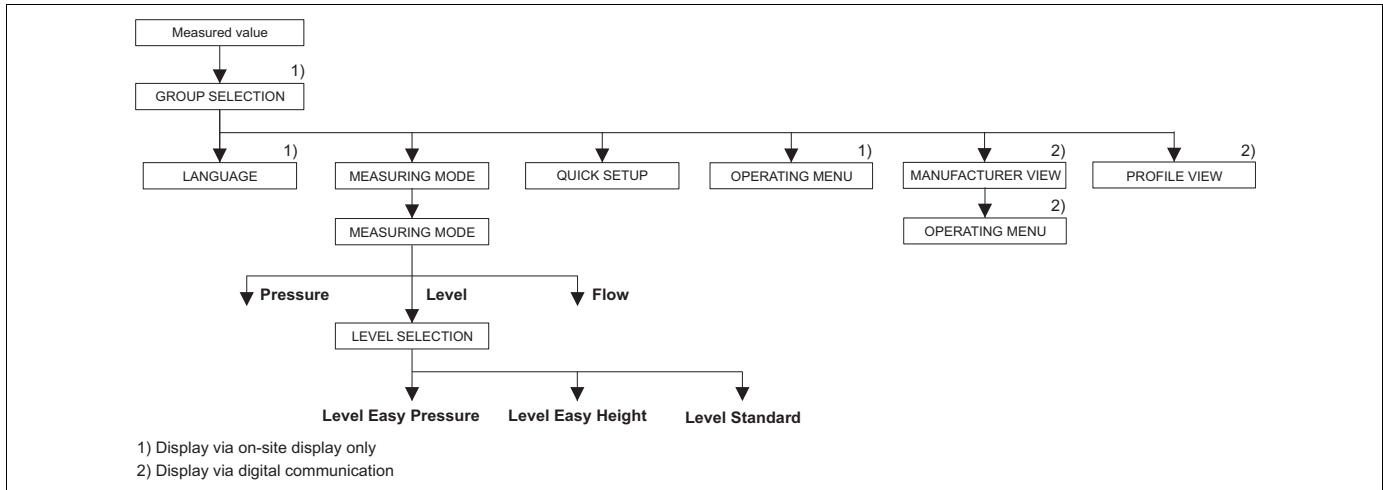 Measured value
1)
GROUP SELECTION
1)
LANGUAGE
MEASURING MODE
QUICK SETUP
1)
OPERATING MENU
2)
MANUFACTURER VIEW
2)
PROFILE VIEW
MEASURING MODE
2)
OPERATING MENU
Pressure
Level
Flow
LEVEL SELECTION
Level Easy Pressure
Level Easy Height
Level Standard
1) Display via on-site display only
2) Display via digital communication